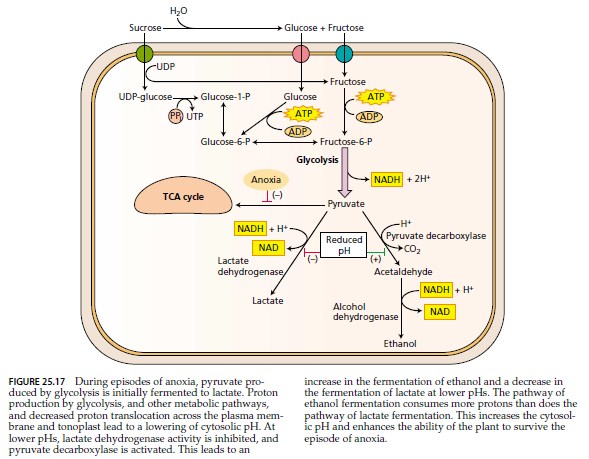 H₂O
Sucrose
Glucose + Fructose
UDP
Fructose
UDP-glucose
Glucose-1-P
Glucose
ATP
ATP
PPᵢ
UTP
ADP
ADP
Glucose-6-P
Fructose-6-P
Glycolysis
NADH + 2H⁺
Anoxia
(–)
TCA cycle
Pyruvate
NADH + H⁺
H⁺
Pyruvate decarboxylase
NAD
Reduced
pH
CO₂
(–)
(+)
Lactate
dehydrogenase
Acetaldehyde
NADH + H⁺
Lactate
Alcohol
dehydrogenase
NAD
Ethanol
FIGURE 25.17 During episodes of anoxia, pyruvate pro-
duced by glycolysis is initially fermented to lactate. Proton
production by glycolysis, and other metabolic pathways,
and decreased proton translocation across the plasma mem-
brane and tonoplast lead to a lowering of cytosolic pH. At
lower pHs, lactate dehydrogenase activity is inhibited, and
pyruvate decarboxylase is activated. This leads to an
increase in the fermentation of ethanol and a decrease in
the fermentation of lactate at lower pHs. The pathway of
ethanol fermentation consumes more protons than does the
pathway of lactate fermentation. This increases the cytosol-
ic pH and enhances the ability of the plant to survive the
episode of anoxia.